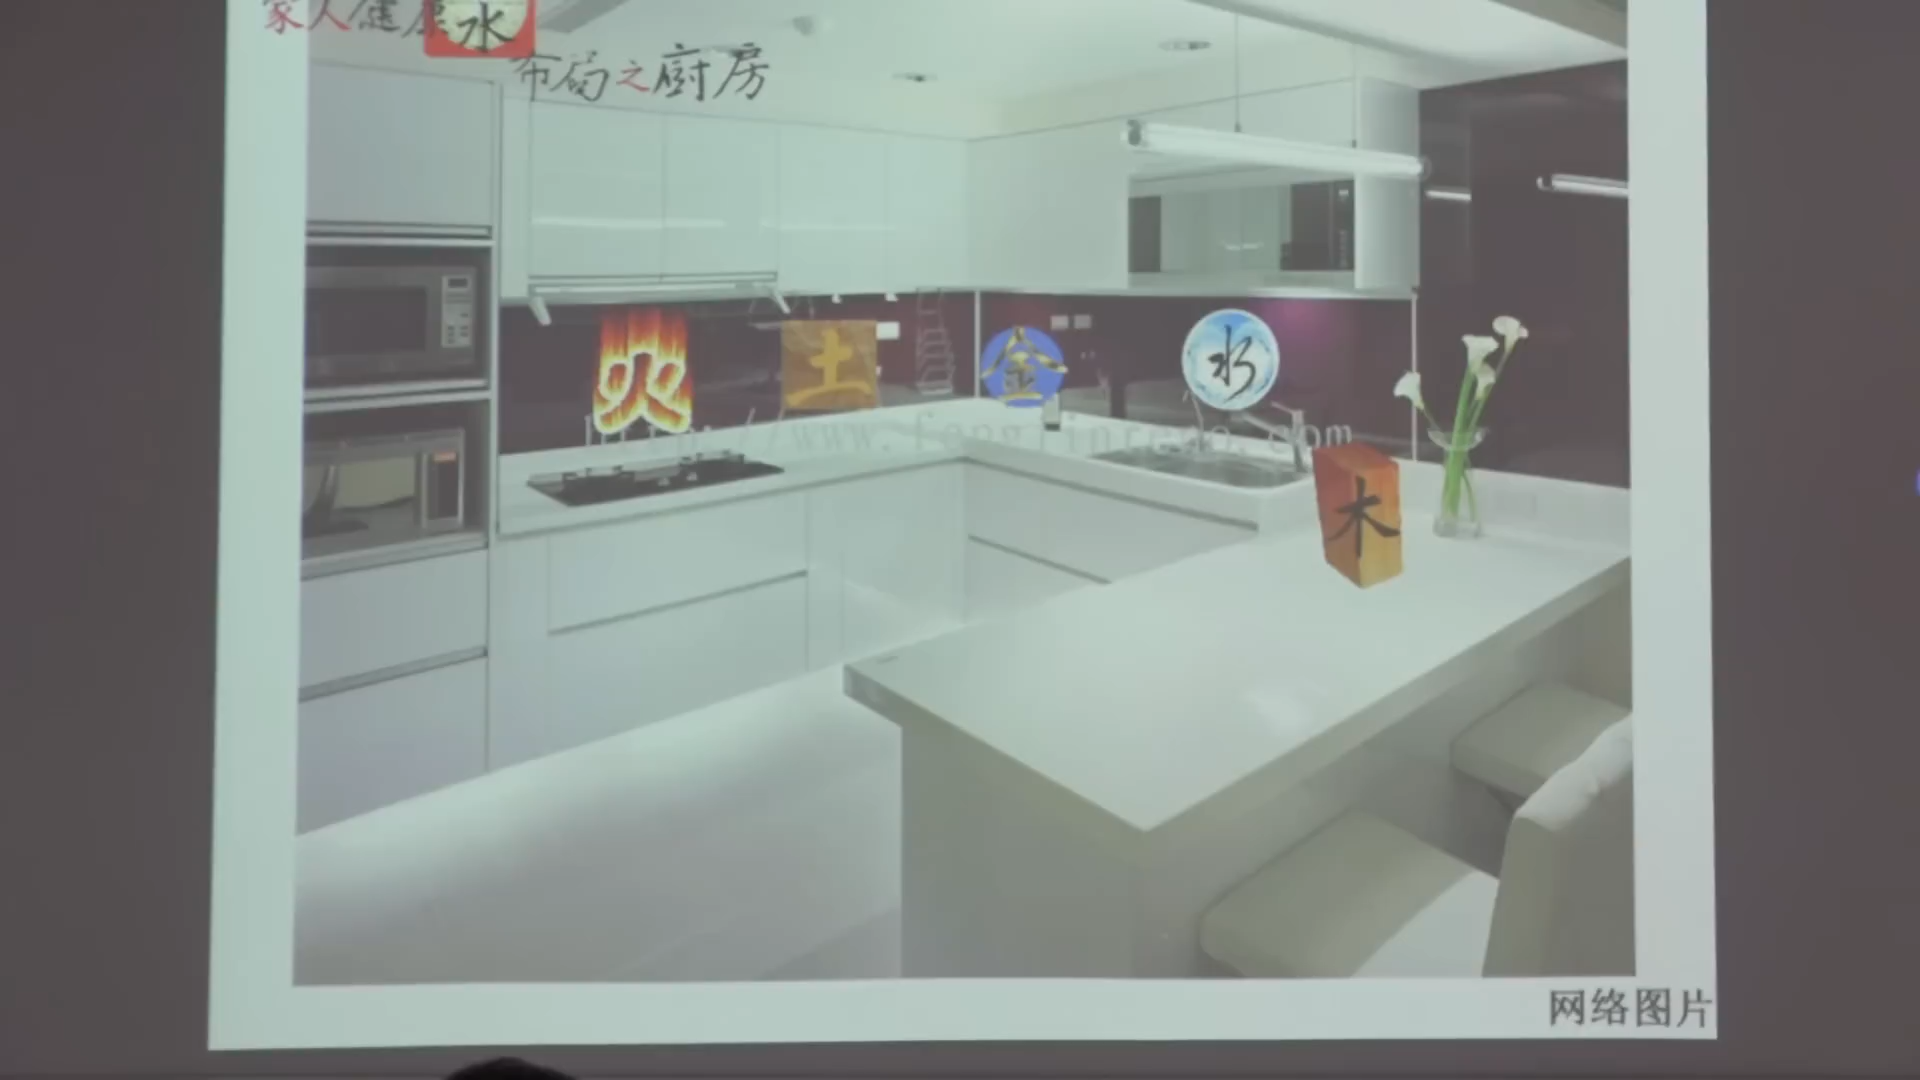 家人健康
水
布局之厨房
火
土
金
水
木
网络图片